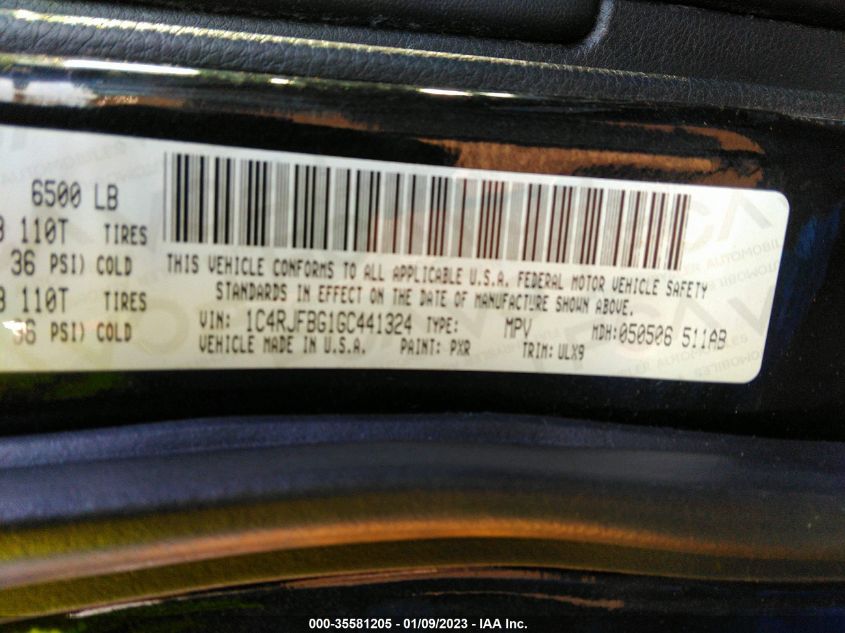 6500 LB
110T TIRES
36 PSI) COLD
110T TIRES
36 PSI) COLD
THIS VEHICLE CONFORMS TO ALL APPLICABLE U.S.A. FEDERAL MOTOR VEHICLE SAFETY
STANDARDS IN EFFECT ON THE DATE OF MANUFACTURE SHOWN ABOVE.
VIN: 1C4RJFBG1GC441324 TYPE: MPV MDH:050506 511AB
VEHICLE MADE IN U.S.A. PAINT: PXR TRIM: ULX9
000-35581205 - 01/09/2023 - IAA Inc.